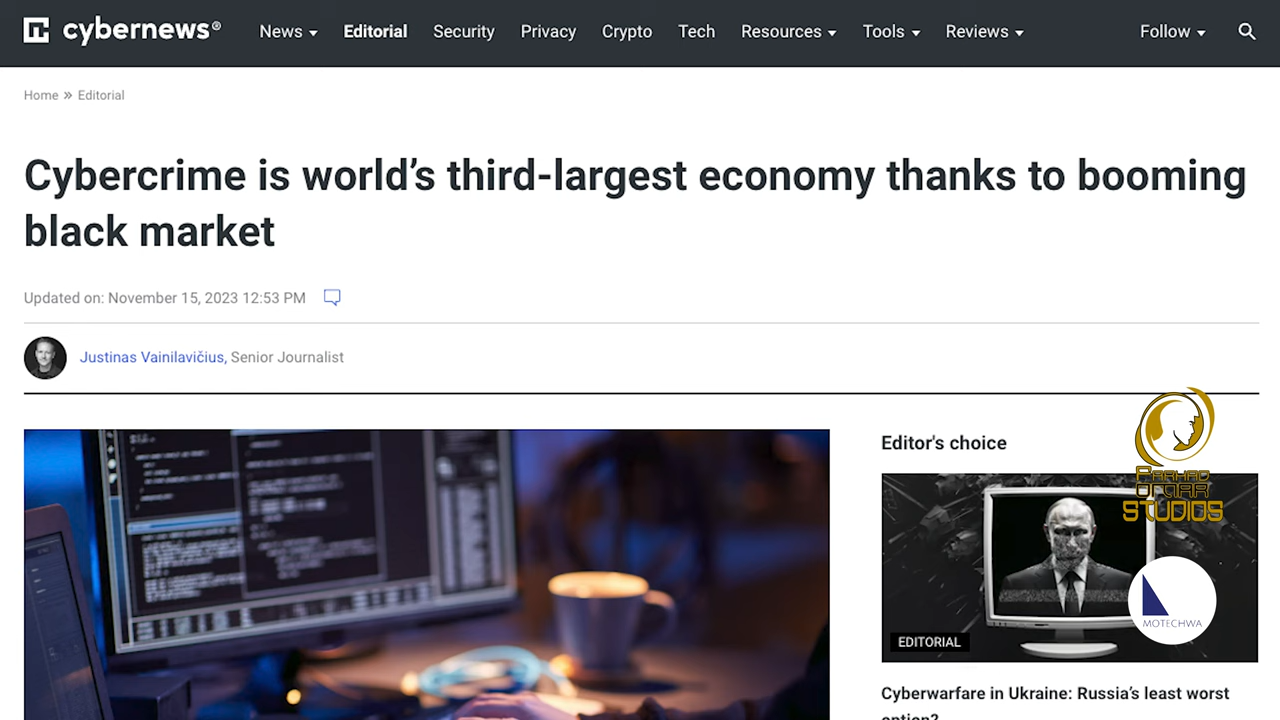 cybernews®
News Editorial Security Privacy Crypto Tech Resources Tools Reviews Follow
Home » Editorial
Cybercrime is world’s third-largest economy thanks to booming
black market
Updated on: November 15, 2023 12:53 PM
Justinas Vainilavičius, Senior Journalist
Editor's choice
FARHAD
OMAR
STUDIOS
MOTECHWA
EDITORIAL
Cyberwarfare in Ukraine: Russia’s least worst
option?